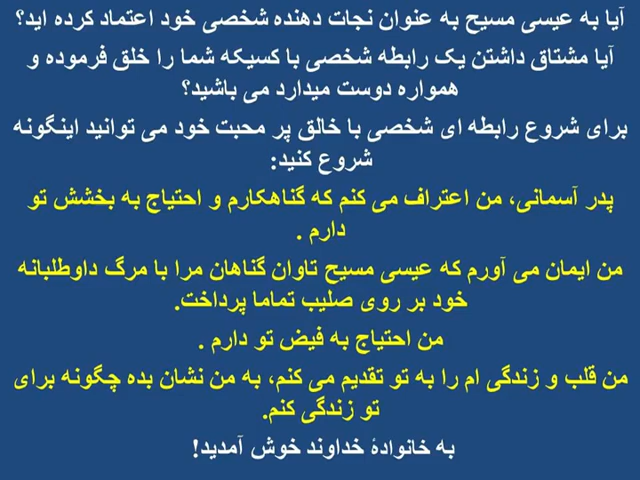 آیا به عیسی مسیح به عنوان نجات دهنده شخصی خود اعتماد کرده اید؟
آیا مشتاق داشتن یک رابطه شخصی با کسیکه شما را خلق فرموده و
همواره دوست میدارد می باشید؟
برای شروع رابطه ای شخصی با خالق پر محبت خود می توانید اینگونه
شروع کنید:
پدر آسمانی، من اعتراف می کنم که گناهکارم و احتیاج به بخشش تو
دارم .
من ایمان می آورم که عیسی مسیح تاوان گناهان مرا با مرگ داوطلبانه
خود بر روی صلیب تماما پرداخت.
من احتیاج به فیض تو دارم .
من قلب و زندگی ام را به تو تقدیم می کنم، به من نشان بده چگونه برای
تو زندگی کنم.
به خانوادۀ خداوند خوش آمدید!